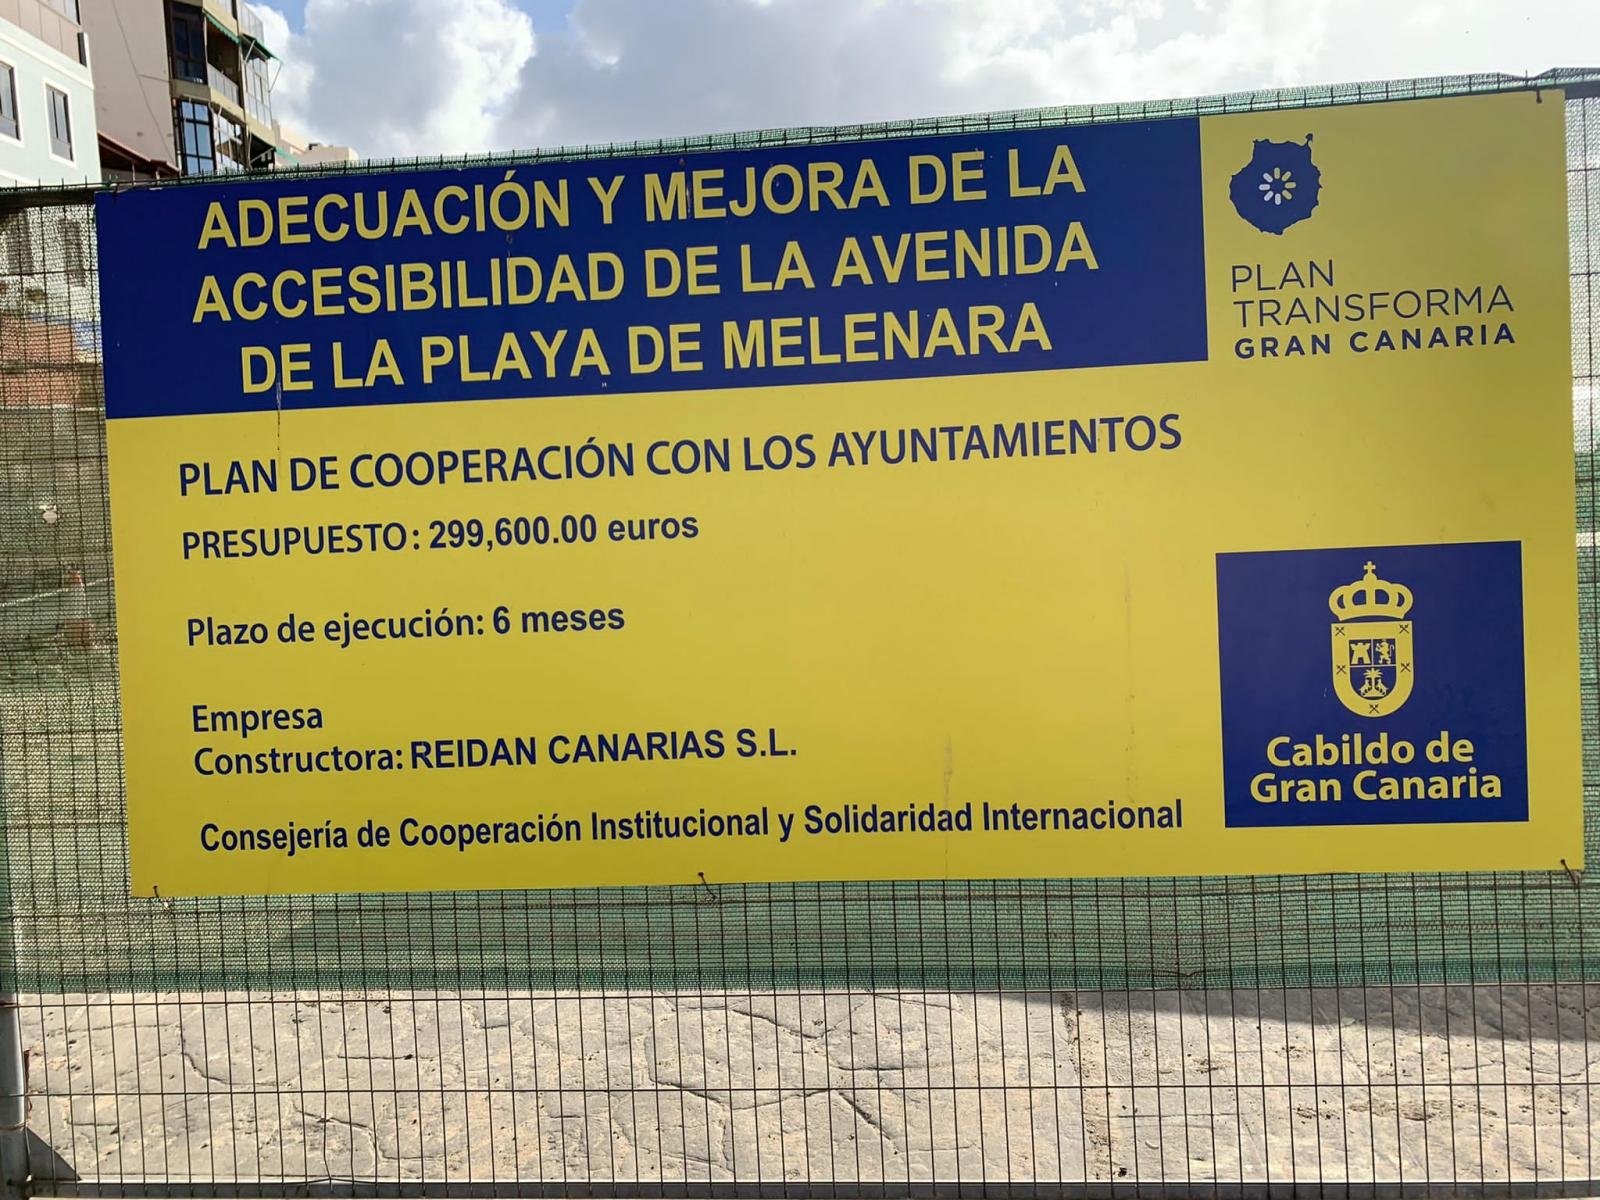 ADECUACIÓN Y MEJORA DE LA
ACCESIBILIDAD DE LA AVENIDA
DE LA PLAYA DE MELENARA
PLAN
TRANSFORMA
GRAN CANARIA
PLAN DE COOPERACIÓN CON LOS AYUNTAMIENTOS
PRESUPUESTO: 299,600.00 euros
Plazo de ejecución: 6 meses
Empresa
Constructora: REIDAN CANARIAS S.L.
Consejería de Cooperación Institucional y Solidaridad Internacional
Cabildo de
Gran Canaria